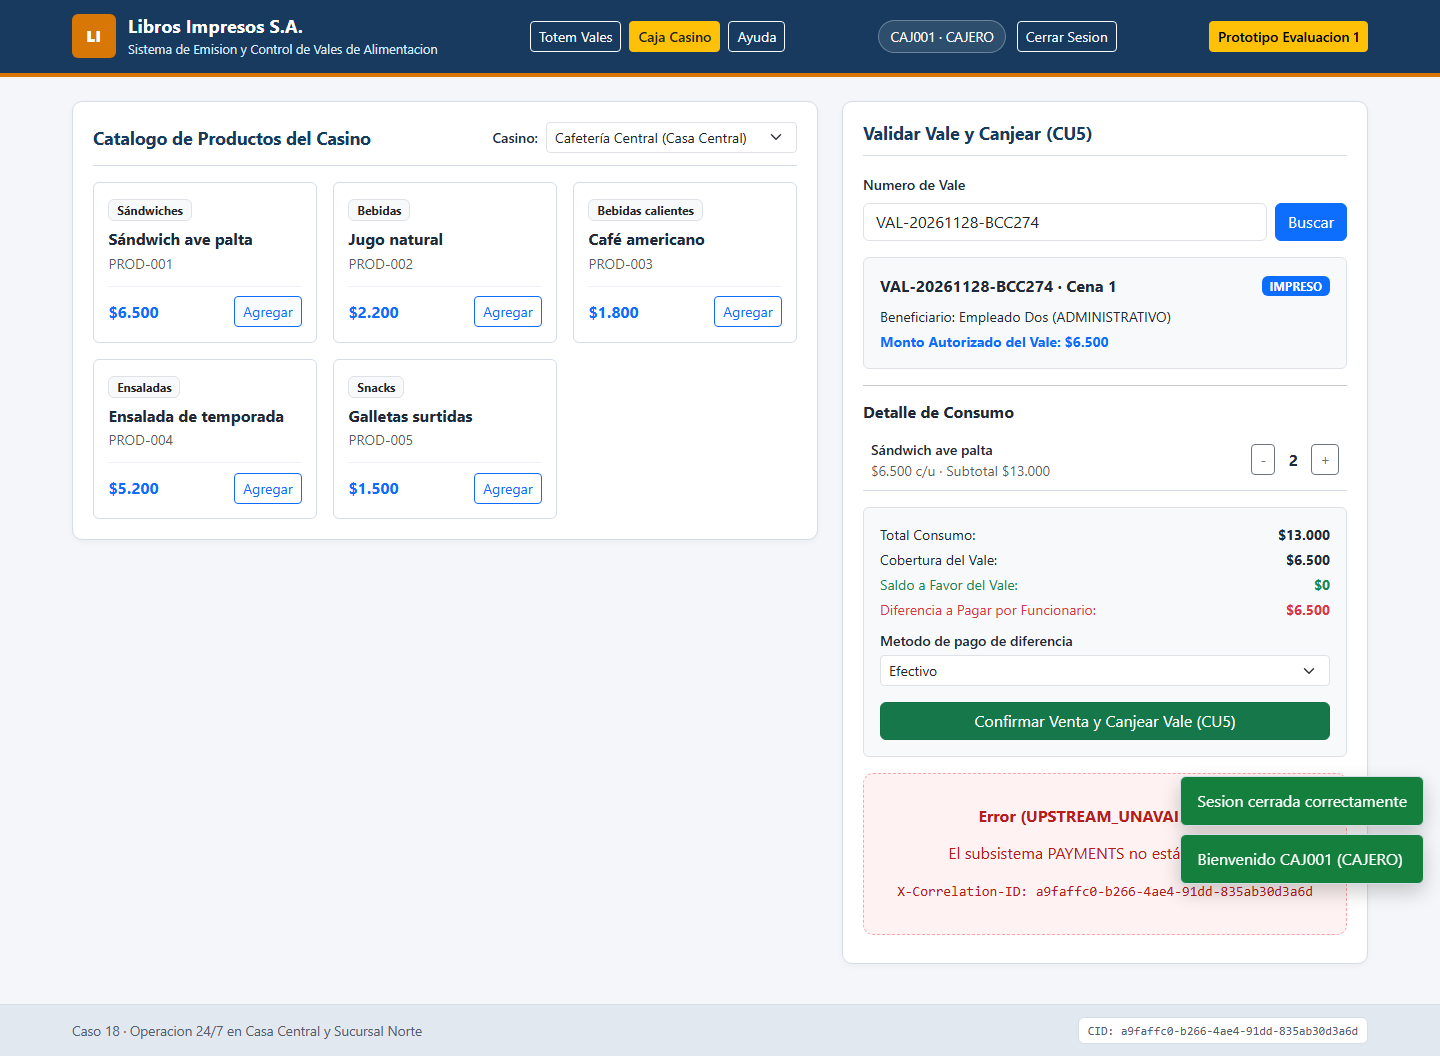 LI
Libros Impresos S.A.
Sistema de Emision y Control de Vales de Alimentacion
Totem Vales
Caja Casino
Ayuda
CAJ001 · CAJERO
Cerrar Sesion
Prototipo Evaluacion 1
Catalogo de Productos del Casino
Casino:
Cafetería Central (Casa Central)
Sándwiches
Sándwich ave palta
PROD-001
$6.500
Agregar
Bebidas
Jugo natural
PROD-002
$2.200
Agregar
Bebidas calientes
Café americano
PROD-003
$1.800
Agregar
Ensaladas
Ensalada de temporada
PROD-004
$5.200
Agregar
Snacks
Galletas surtidas
PROD-005
$1.500
Agregar
Validar Vale y Canjear (CU5)
Numero de Vale
VAL-20261128-BCC274
Buscar
VAL-20261128-BCC274 · Cena 1
IMPRESO
Beneficiario: Empleado Dos (ADMINISTRATIVO)
Monto Autorizado del Vale: $6.500
Detalle de Consumo
Sándwich ave palta
$6.500 c/u · Subtotal $13.000
- 2 +
Total Consumo: $13.000
Cobertura del Vale: $6.500
Saldo a Favor del Vale: $0
Diferencia a Pagar por Funcionario: $6.500
Metodo de pago de diferencia
Efectivo
Confirmar Venta y Canjear Vale (CU5)
Error (UPSTREAM_UNAVAI
El subsistema PAYMENTS no está
X-Correlation-ID: a9faffc0-b266-4ae4-91dd-835ab30d3a6d
Sesion cerrada correctamente
Bienvenido CAJ001 (CAJERO)
Caso 18 · Operacion 24/7 en Casa Central y Sucursal Norte
CID: a9faffc0-b266-4ae4-91dd-835ab30d3a6d